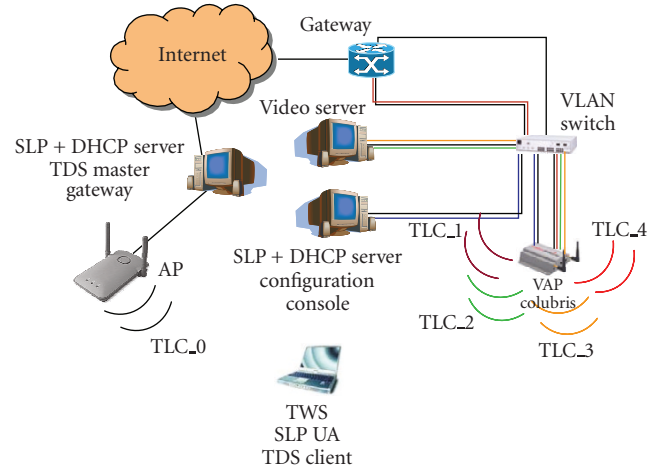 Gateway
Internet
Video server
VLAN
switch
SLP + DHCP server
TDS master
gateway
TLC_1
TLC_4
SLP + DHCP server
configuration
console
AP
VAP
colubris
TLC_2
TLC_0
TLC_3
TWS
SLP UA
TDS client